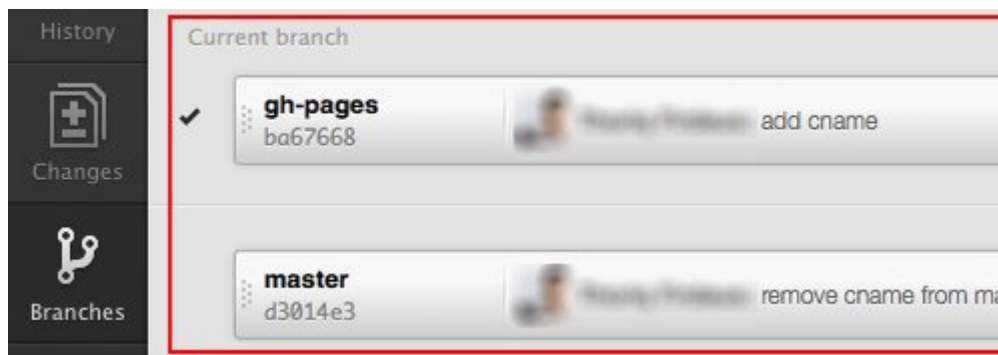 History
Changes
Branches
Current branch
gh-pages
ba67668
add cname
master
d3014e3
remove cname from ma